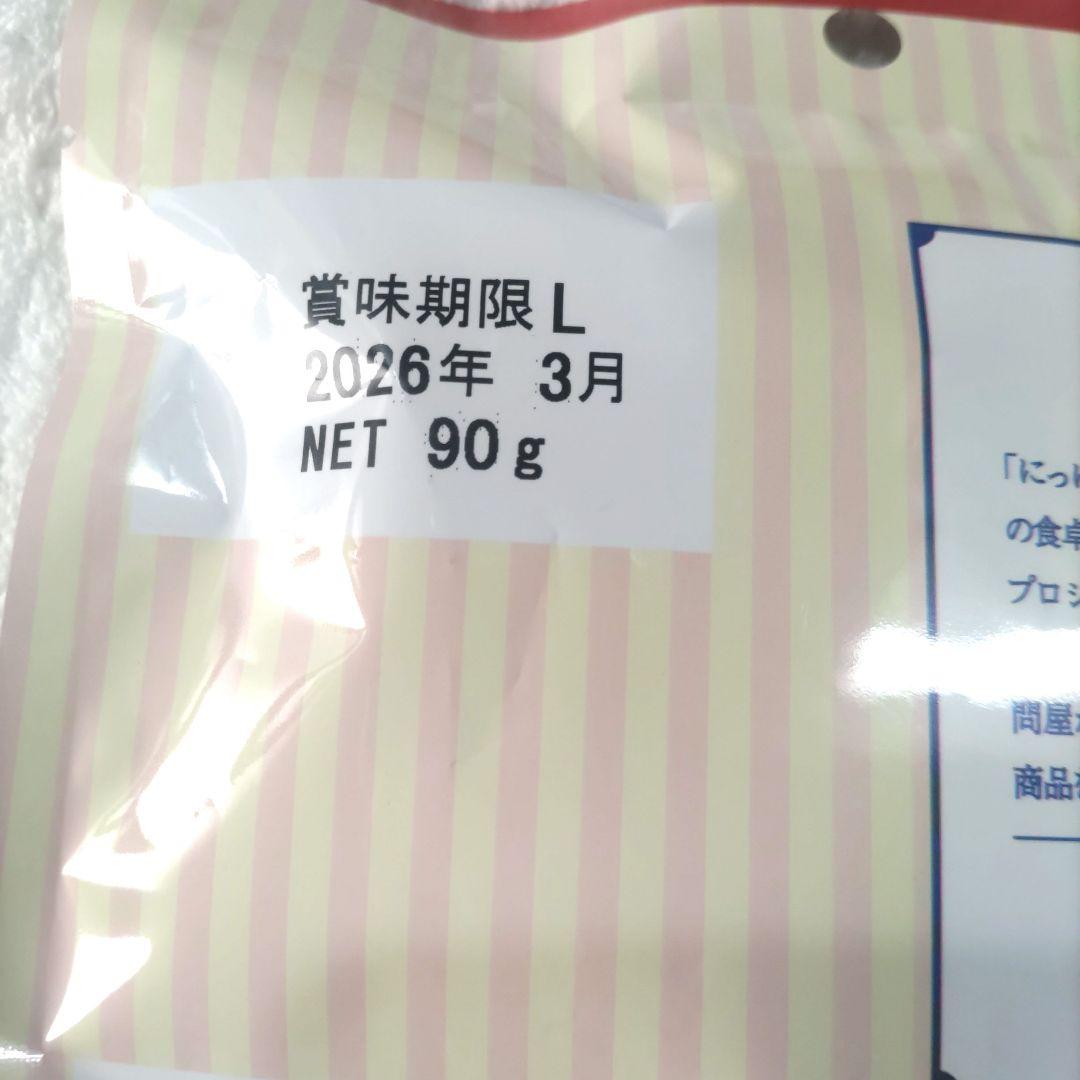 賞味期限 L
2026年 3月
NET 90g
「にっ
の食卓
プロジ
問屋
商品